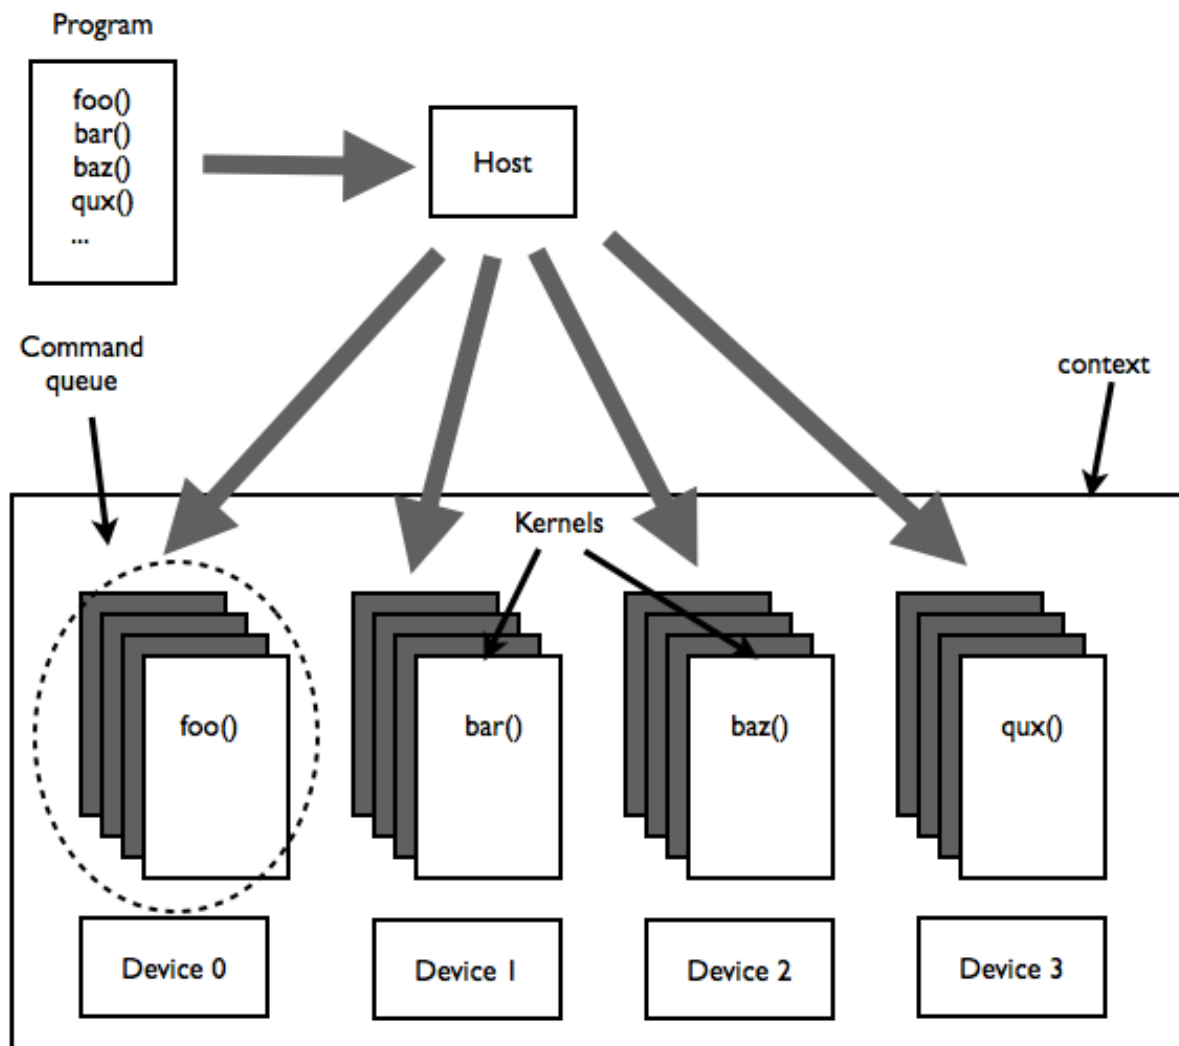 Program
foo()
bar()
baz()
qux()
...
Host
Command
queue
context
Kernels
foo()
bar()
baz()
qux()
Device 0
Device 1
Device 2
Device 3